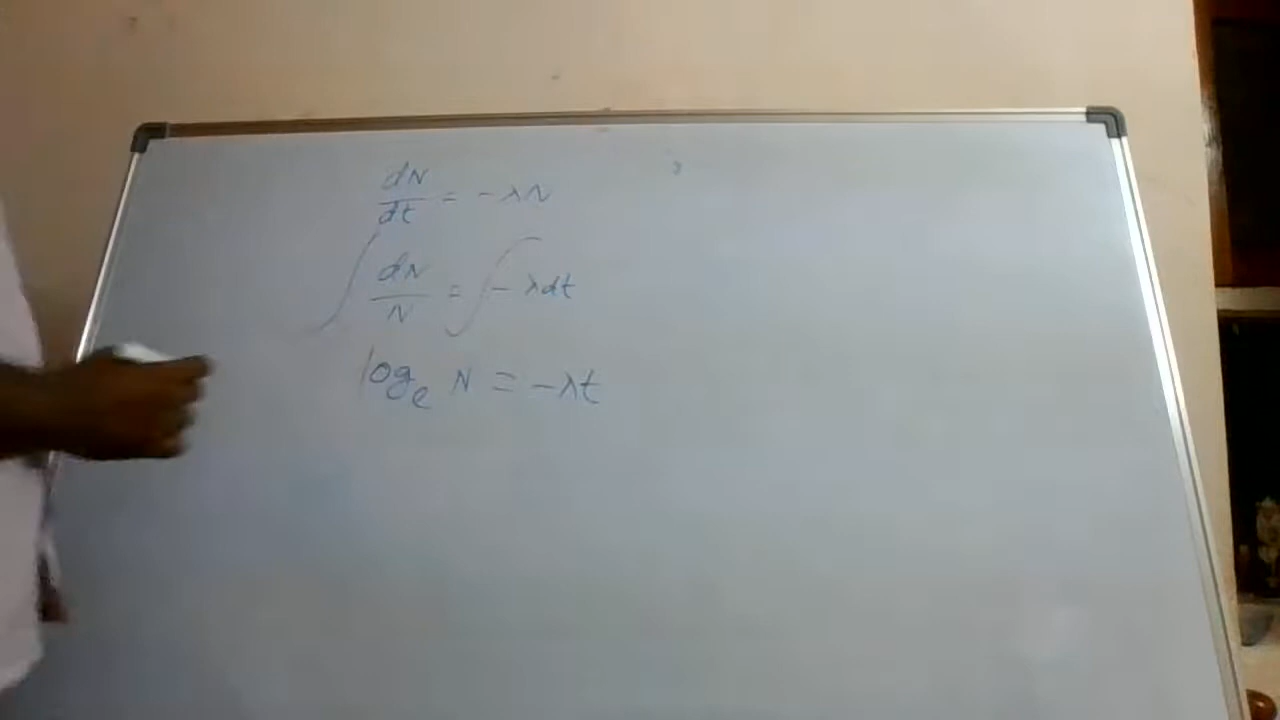 dN/dt = -λN
∫ dN/N = ∫ -λdt
logₑ N = -λt